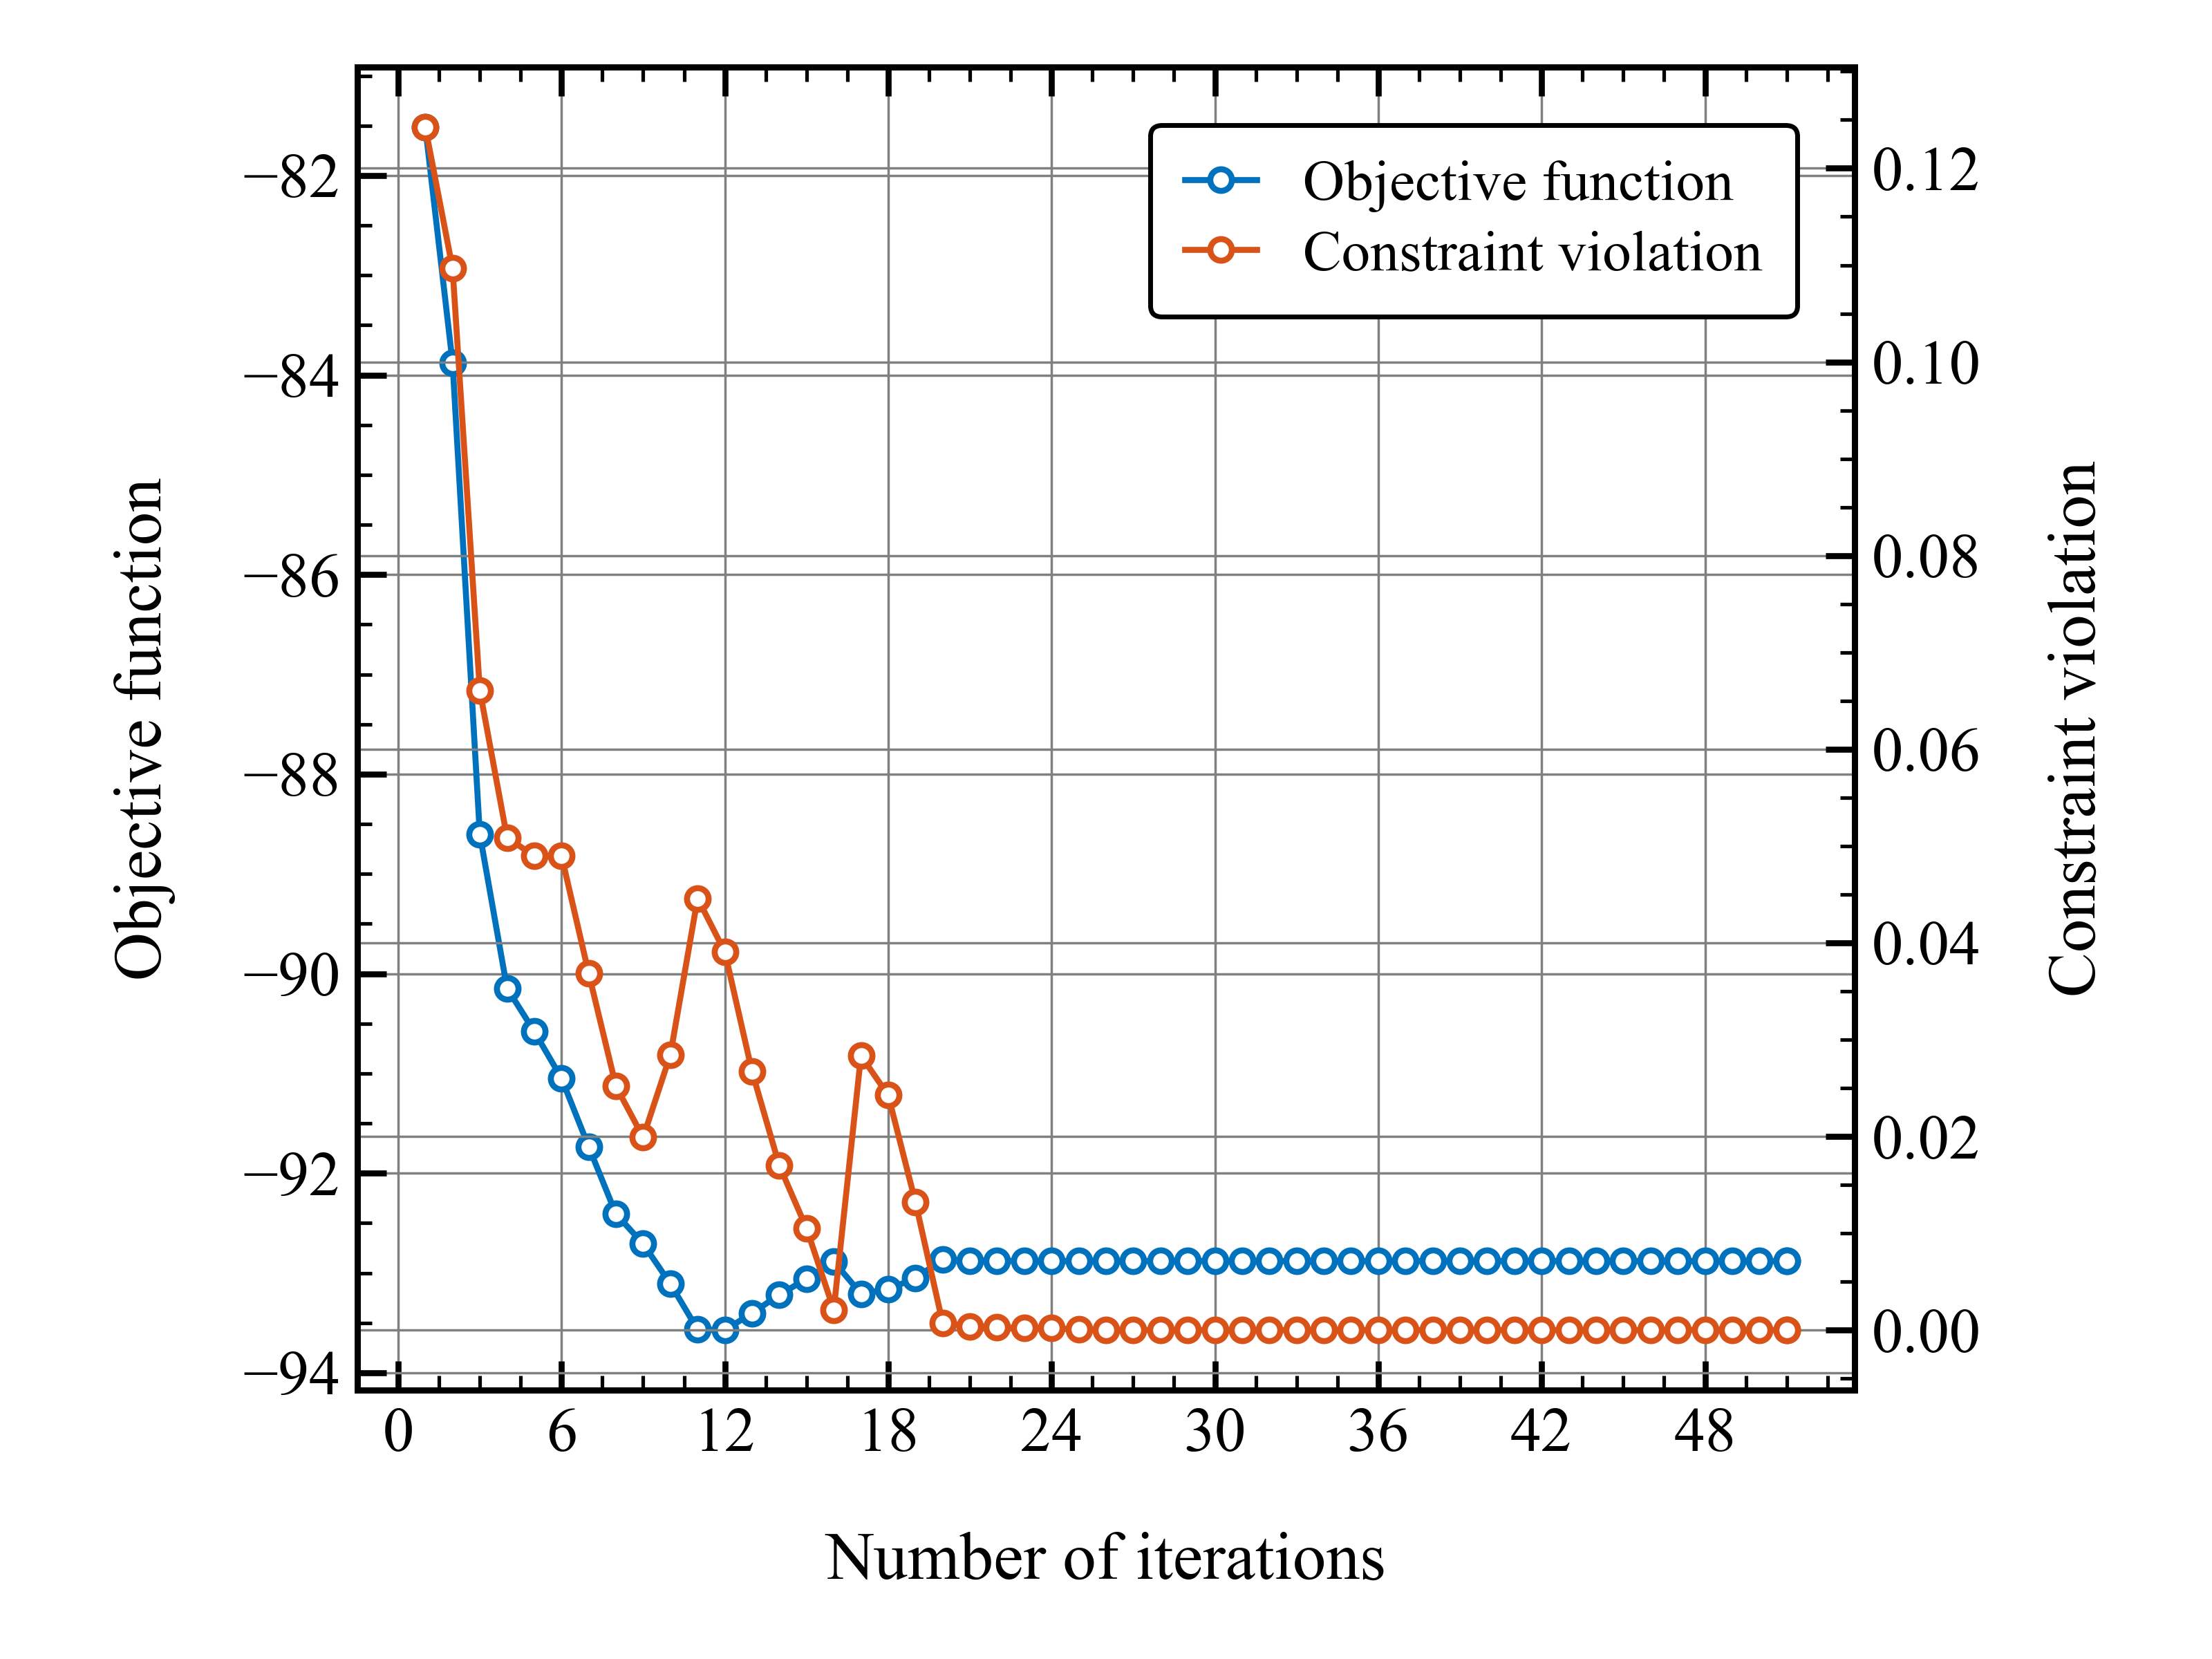 Objective function
Constraint violation
−82
−84
−86
−88
−90
−92
−94
Objective function
0.12
0.10
0.08
0.06
0.04
0.02
0.00
Constraint violation
0 6 12 18 24 30 36 42 48
Number of iterations